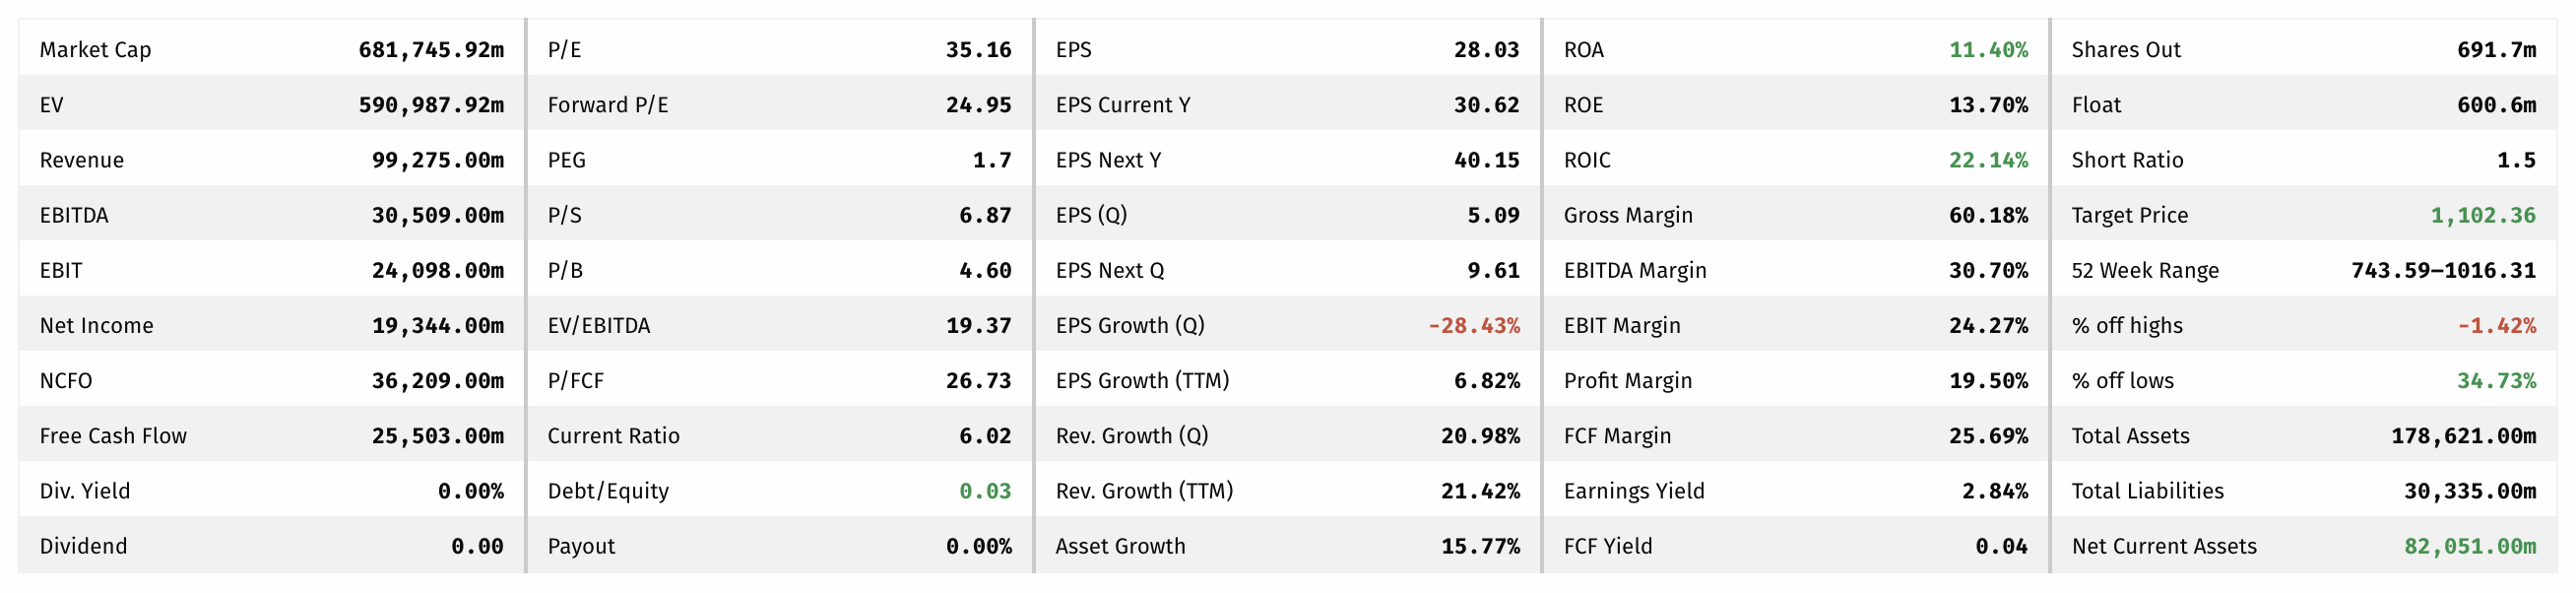 Market Cap 681,745.92m P/E 35.16 EPS 28.03 ROA 11.40% Shares Out 691.7m
EV 590,987.92m Forward P/E 24.95 EPS Current Y 30.62 ROE 13.70% Float 600.6m
Revenue 99,275.00m PEG 1.7 EPS Next Y 40.15 ROIC 22.14% Short Ratio 1.5
EBITDA 30,509.00m P/S 6.87 EPS (Q) 5.09 Gross Margin 60.18% Target Price 1,102.36
EBIT 24,098.00m P/B 4.60 EPS Next Q 9.61 EBITDA Margin 30.70% 52 Week Range 743.59–1016.31
Net Income 19,344.00m EV/EBITDA 19.37 EPS Growth (Q) -28.43% EBIT Margin 24.27% % off highs -1.42%
NCFO 36,209.00m P/FCF 26.73 EPS Growth (TTM) 6.82% Profit Margin 19.50% % off lows 34.73%
Free Cash Flow 25,503.00m Current Ratio 6.02 Rev. Growth (Q) 20.98% FCF Margin 25.69% Total Assets 178,621.00m
Div. Yield 0.00% Debt/Equity 0.03 Rev. Growth (TTM) 21.42% Earnings Yield 2.84% Total Liabilities 30,335.00m
Dividend 0.00 Payout 0.00% Asset Growth 15.77% FCF Yield 0.04 Net Current Assets 82,051.00m